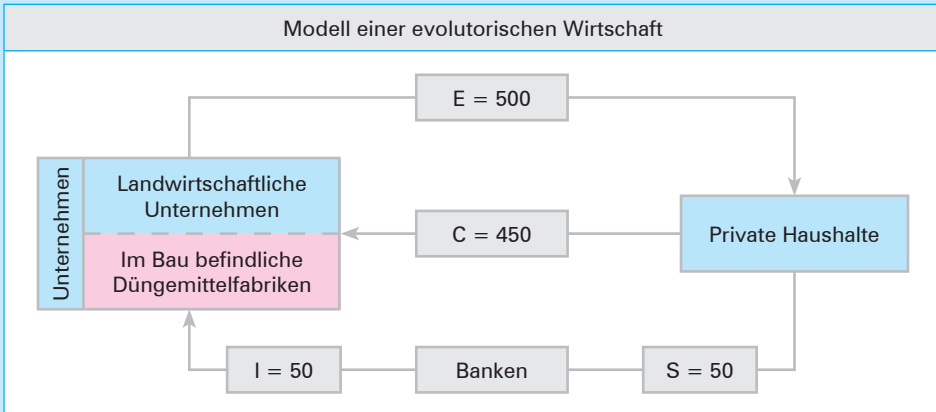 Modell einer evolutorischen Wirtschaft
E = 500
Unternehmen
Landwirtschaftliche
Unternehmen
Im Bau befindliche
Düngemittelfabriken
C = 450
Private Haushalte
I = 50
Banken
S = 50